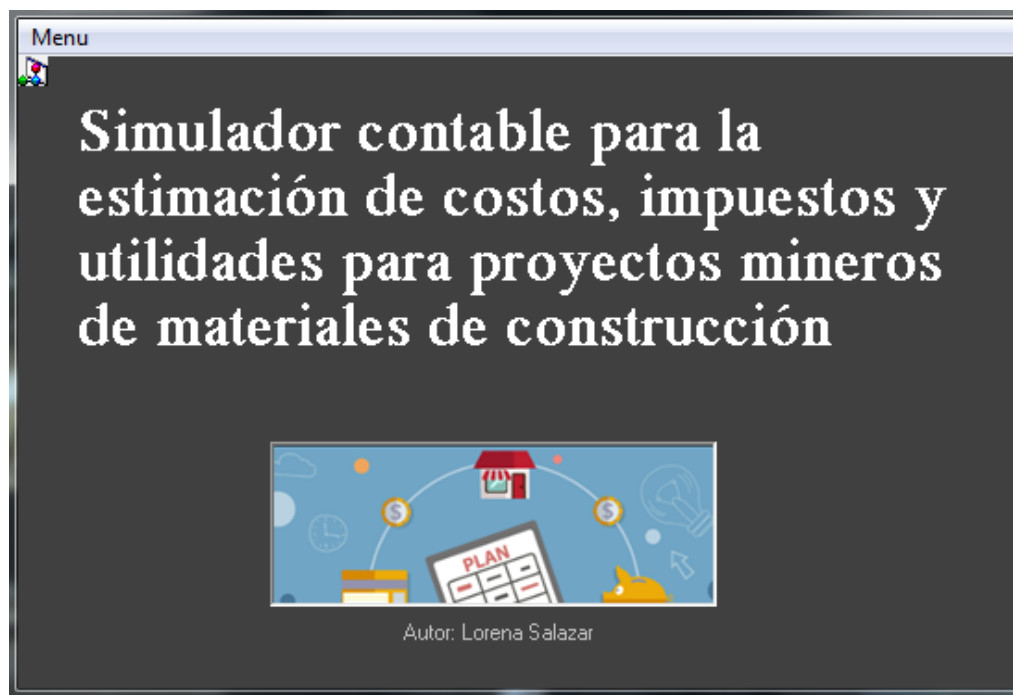 Menu
Simulador contable para la
estimación de costos, impuestos y
utilidades para proyectos mineros
de materiales de construcción
$
$
PLAN
Autor: Lorena Salazar